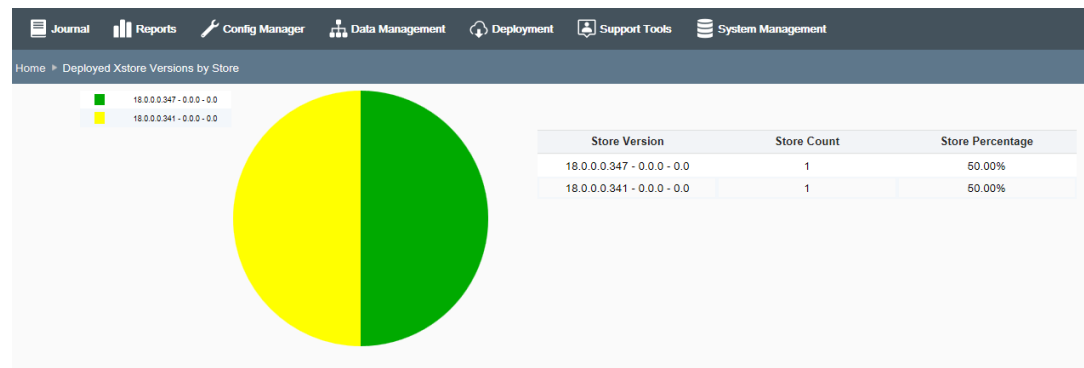 Journal Reports Config Manager Data Management Deployment Support Tools System Management
Home Deployed Xstore Versions by Store
18.0.0.347 - 0.0.0 - 0.0
18.0.0.341 - 0.0.0 - 0.0
Store Version Store Count Store Percentage
18.0.0.0.347 - 0.0.0 - 0.0 1 50.00%
18.0.0.0.341 - 0.0.0 - 0.0 1 50.00%